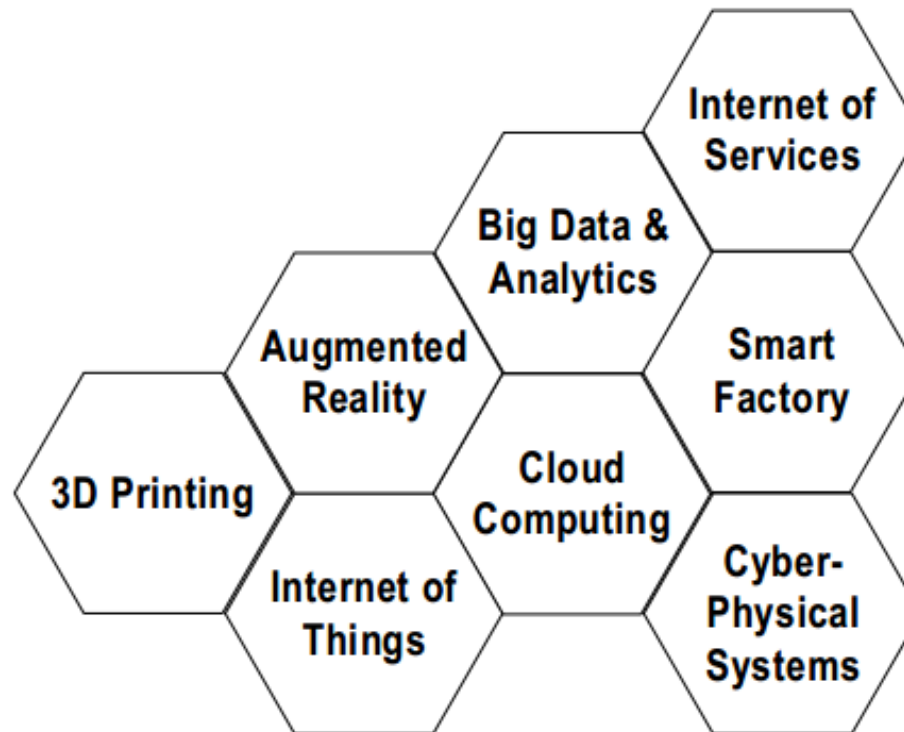 Internet of
Services
Big Data &
Analytics
Augmented
Reality
Smart
Factory
3D Printing
Cloud
Computing
Internet of
Things
Cyber-
Physical
Systems